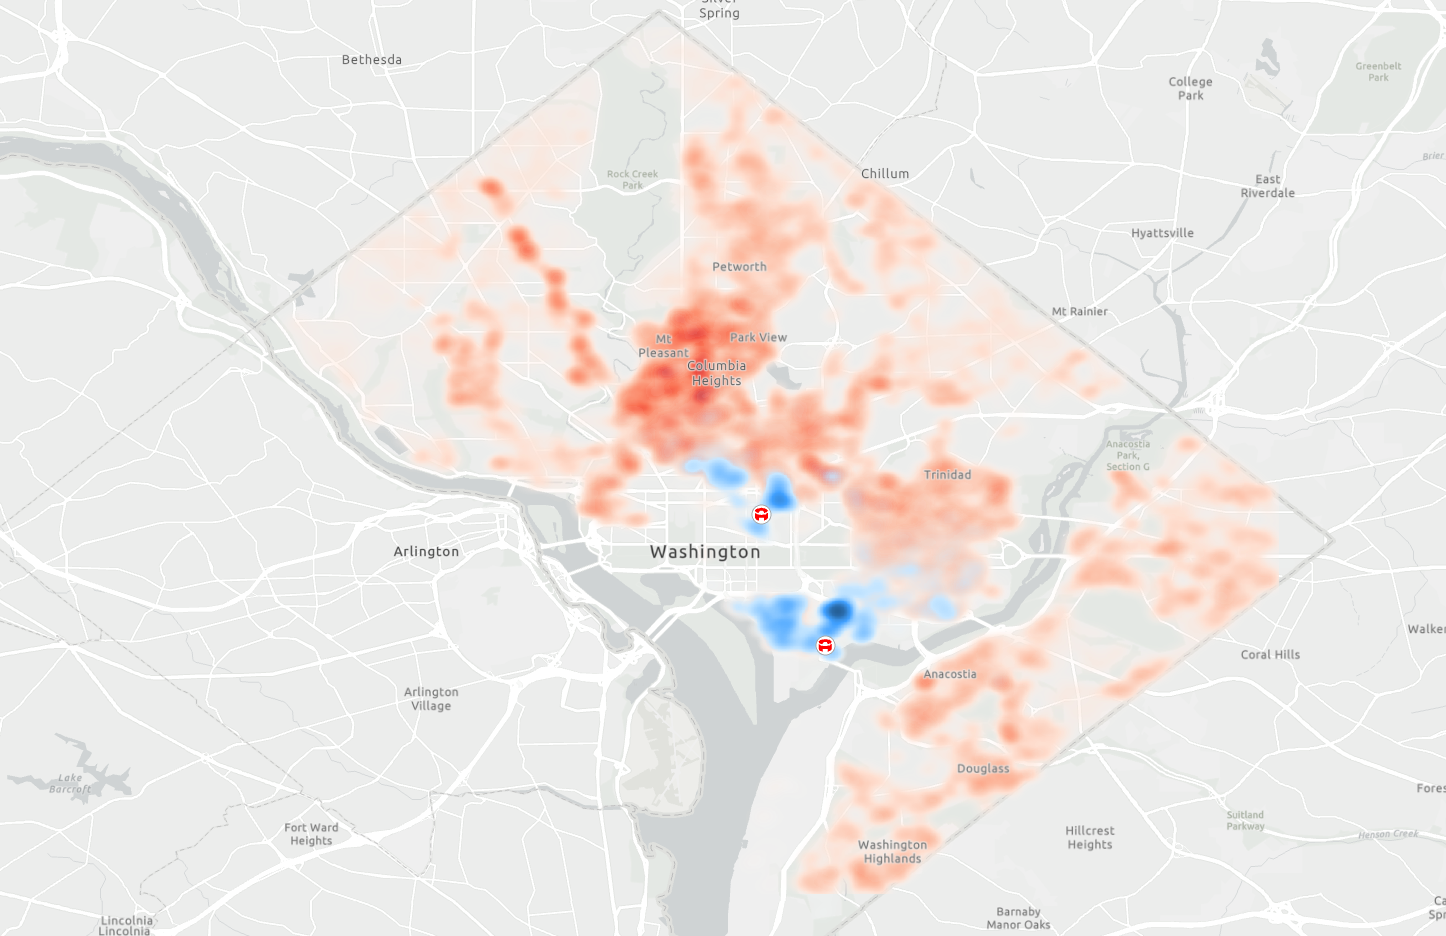 Silver
Spring
Bethesda
Greenbelt
Park
College
Park
Brier
Rock Creek
Park
Chillum
East
Riverdale
Hyattsville
Petworth
Mt Rainier
Mt
Pleasant
Park View
Columbia
Heights
Anacostia
Park,
Section G
Trinidad
Arlington
Washington
Walker
Coral Hills
Anacostia
Arlington
Village
Lake
Barcroft
Douglass
Fores
Suitland
Parkway
Fort Ward
Heights
Hillcrest
Heights
Henson Creek
Washington
Highlands
Barnaby
Manor Oaks
Ca
Spr
Lincolnia
Lincolnia